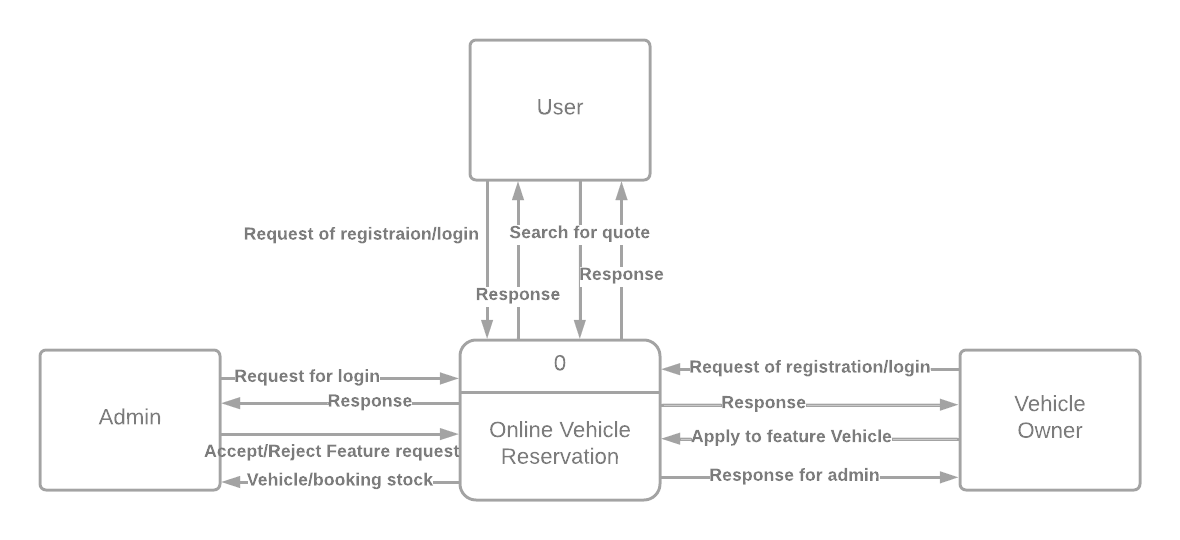 User
Request of registraion/login
Search for quote
Response
Response
0
Online Vehicle
Reservation
Admin
Request for login
Response
Accept/Reject Feature request
Vehicle/booking stock
Request of registration/login
Response
Apply to feature Vehicle
Response for admin
Vehicle
Owner